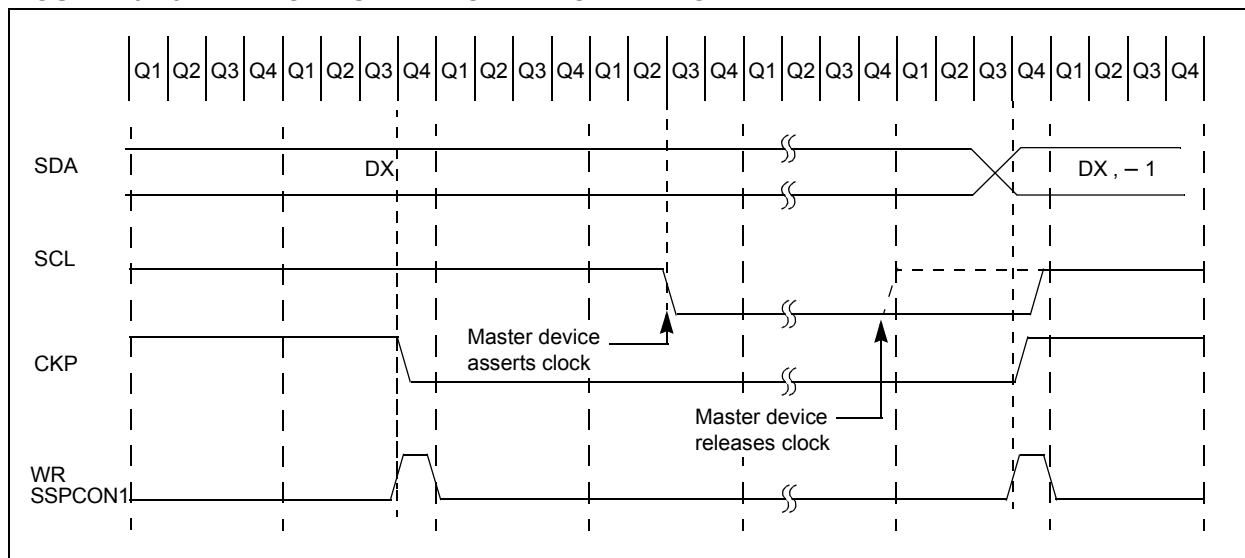 Q1 Q2 Q3 Q4 Q1 Q2 Q3 Q4 Q1 Q2 Q3 Q4 Q1 Q2 Q3 Q4 Q1 Q2 Q3 Q4 Q1 Q2 Q3 Q4 Q1 Q2 Q3 Q4
SDA
DX
DX , – 1
SCL
Master device
asserts clock
CKP
Master device
releases clock
WR
SSPCON1